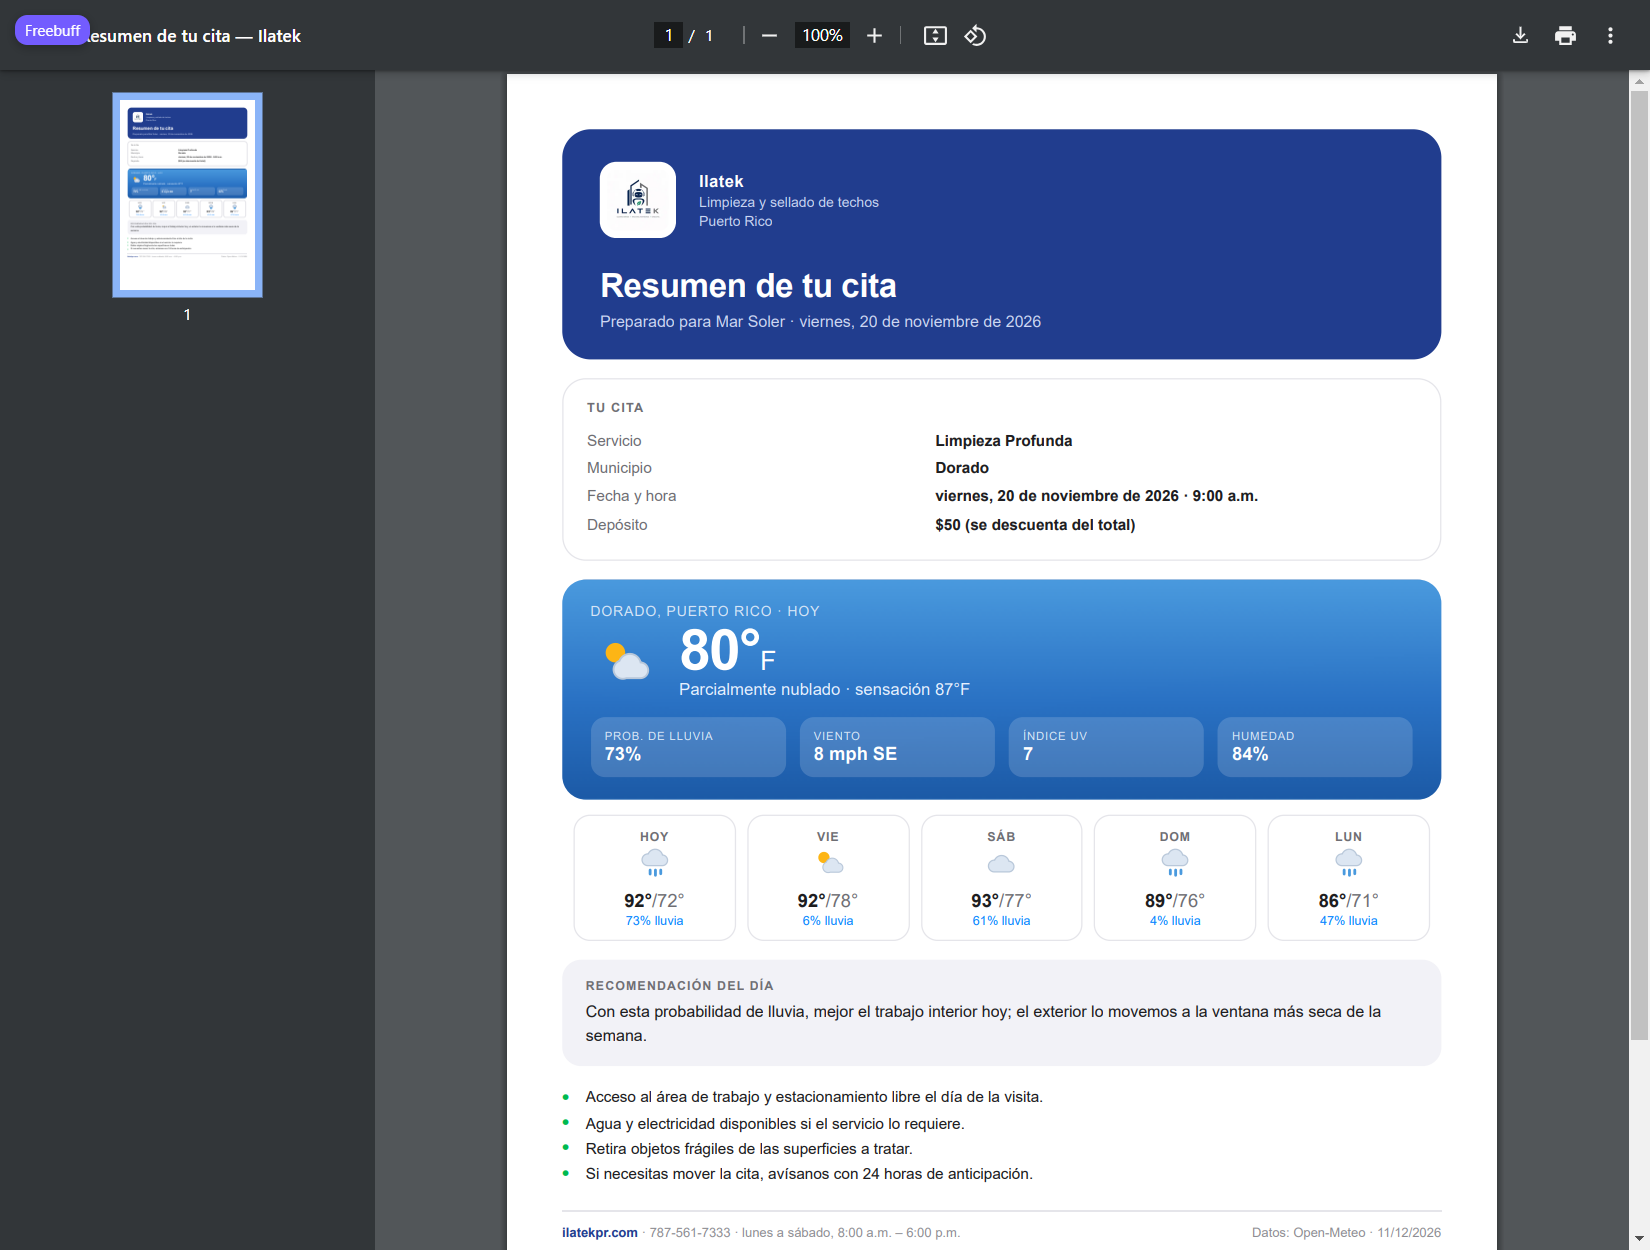 Freebuff
esumen de tu cita — Ilatek
1 / 1
100%
1
ILATEK
Ilatek
Limpieza y sellado de techos
Puerto Rico
Resumen de tu cita
Preparado para Mar Soler · viernes, 20 de noviembre de 2026
TU CITA
Servicio Limpieza Profunda
Municipio Dorado
Fecha y hora viernes, 20 de noviembre de 2026 · 9:00 a.m.
Depósito $50 (se descuenta del total)
DORADO, PUERTO RICO · HOY
80°F
Parcialmente nublado · sensación 87°F
PROB. DE LLUVIA VIENTO ÍNDICE UV HUMEDAD
73% 8 mph SE 7 84%
HOY VIE SÁB DOM LUN
92°/72° 92°/78° 93°/77° 89°/76° 86°/71°
73% lluvia 6% lluvia 61% lluvia 4% lluvia 47% lluvia
RECOMENDACIÓN DEL DÍA
Con esta probabilidad de lluvia, mejor el trabajo interior hoy; el exterior lo movemos a la ventana más seca de la
semana.
• Acceso al área de trabajo y estacionamiento libre el día de la visita.
• Agua y electricidad disponibles si el servicio lo requiere.
• Retira objetos frágiles de las superficies a tratar.
• Si necesitas mover la cita, avísanos con 24 horas de anticipación.
ilatekpr.com · 787-561-7333 · lunes a sábado, 8:00 a.m. – 6:00 p.m. Datos: Open-Meteo · 11/12/2026